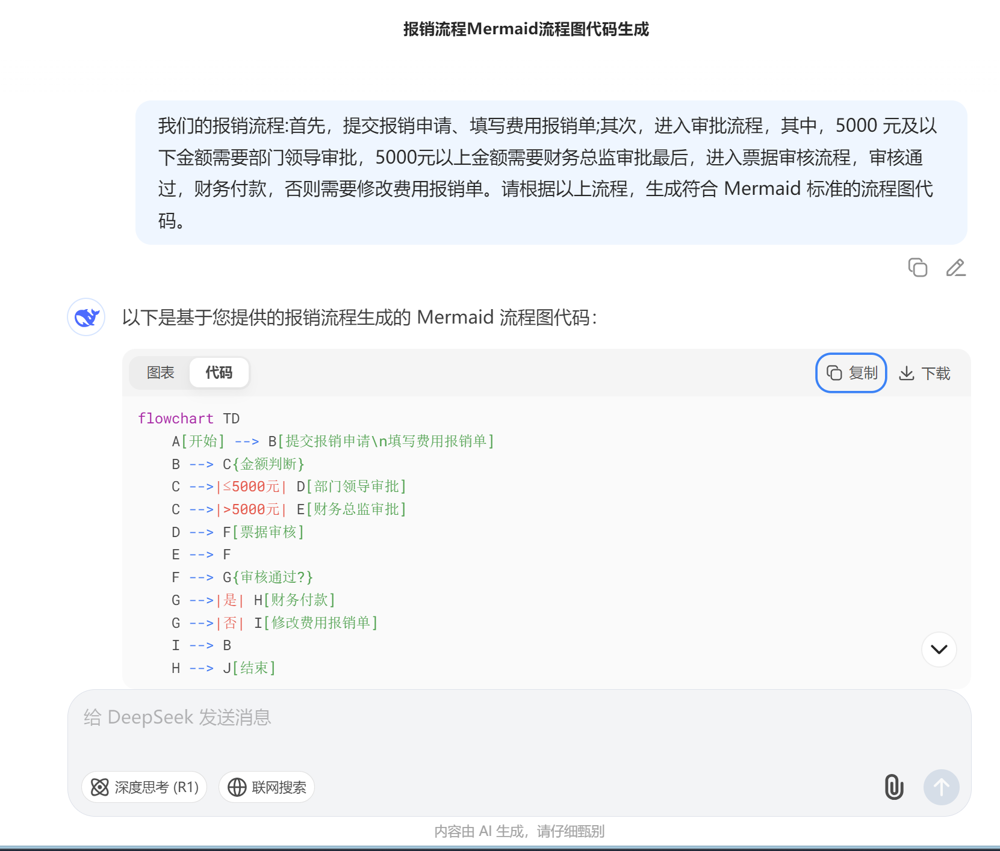 报销流程Mermaid流程图代码生成
我们的报销流程:首先，提交报销申请、填写费用报销单;其次，进入审批流程，其中，5000 元及以
下金额需要部门领导审批，5000元以上金额需要财务总监审批最后，进入票据审核流程，审核通
过，财务付款，否则需要修改费用报销单。请根据以上流程，生成符合 Mermaid 标准的流程图代
码。
以下是基于您提供的报销流程生成的 Mermaid 流程图代码：
图表 代码 复制 下载
flowchart TD
    A[开始] --> B[提交报销申请\n填写费用报销单]
    B --> C{金额判断}
    C -->|≤5000元| D[部门领导审批]
    C -->|>5000元| E[财务总监审批]
    D --> F[票据审核]
    E --> F
    F --> G{审核通过?}
    G -->|是| H[财务付款]
    G -->|否| I[修改费用报销单]
    I --> B
    H --> J[结束]
给 DeepSeek 发送消息
深度思考 (R1) 联网搜索
内容由 AI 生成，请仔细甄别